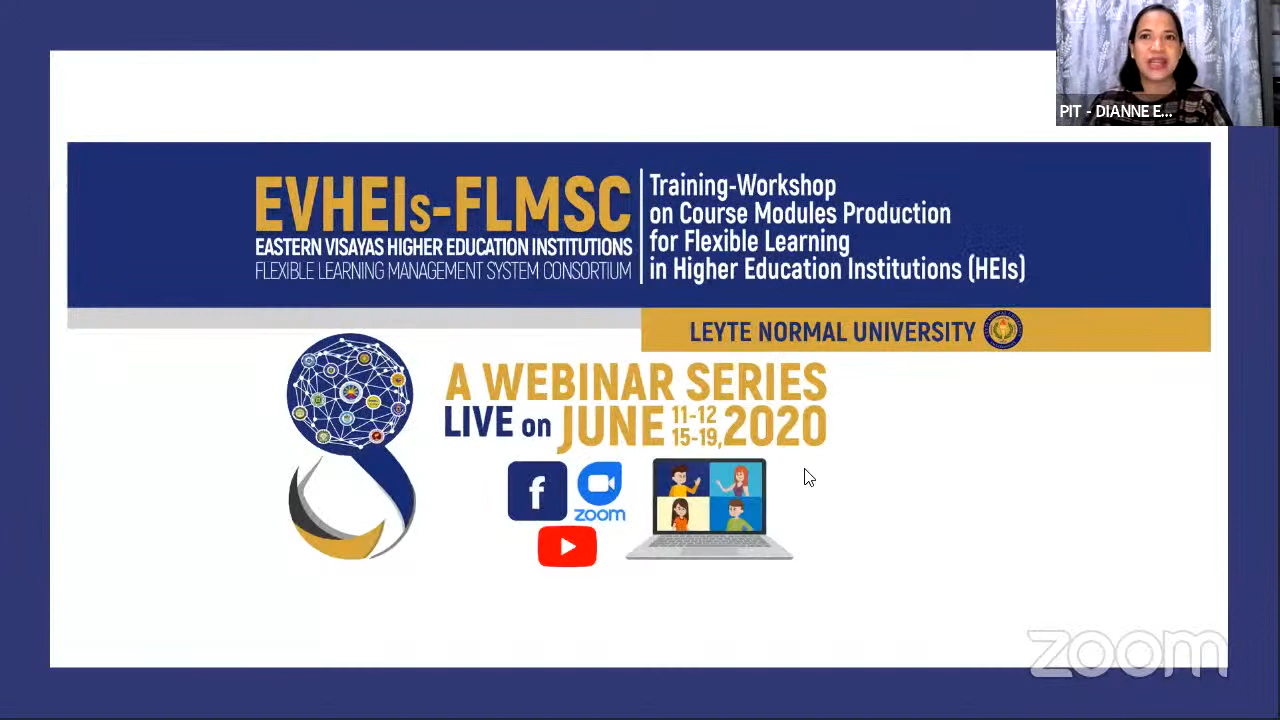 PIT - DIANNE E...
EVHEIs-FLMSC
EASTERN VISAYAS HIGHER EDUCATION INSTITUTIONS
FLEXIBLE LEARNING MANAGEMENT SYSTEM CONSORTIUM
Training-Workshop
on Course Modules Production
for Flexible Learning
in Higher Education Institutions (HEIs)
LEYTE NORMAL UNIVERSITY
A WEBINAR SERIES
LIVE on JUNE 11-12 15-19, 2020
f
zoom
zoom